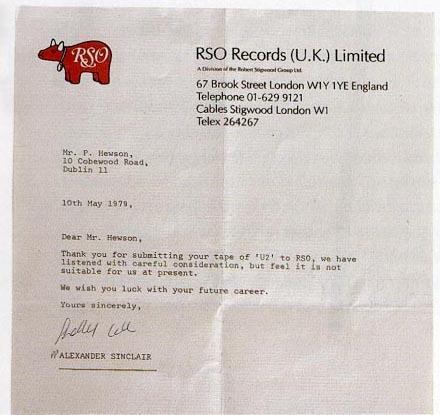 RSO
RSO Records (U.K.) Limited
A Division of the Robert Stigwood Group Ltd.
67 Brook Street London W1Y 1YE England
Telephone 01-629 9121
Cables Stigwood London W1
Telex 264267
Mr. P. Hewson,
10 Cobewood Road,
Dublin 11
10th May 1979,
Dear Mr. Hewson,
Thank you for submitting your tape of 'U2' to RSO, we have
listened with careful consideration, but feel it is not
suitable for us at present.
We wish you luck with your future career.
Yours sincerely,
ALEXANDER SINCLAIR